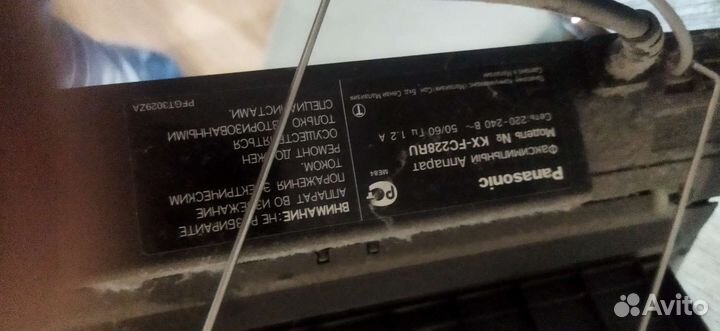 Panasonic
Факсимильный Аппарат
Модель № KX-FC228RU
Сеть 220-240 В ~ 50/60 Гц 1.2 А
ME84
ВНИМАНИЕ: НЕ РАЗБИРАЙТЕ
АППАРАТ ВО ИЗБЕЖАНИЕ
ПОРАЖЕНИЯ ЭЛЕКТРИЧЕСКИМ
ТОКОМ.
РЕМОНТ ДОЛЖЕН
ОСУЩЕСТВЛЯТЬСЯ
ТОЛЬКО АВТОРИЗОВАННЫМИ
СПЕЦИАЛИСТАМИ.
PFGT3029ZA
Avito